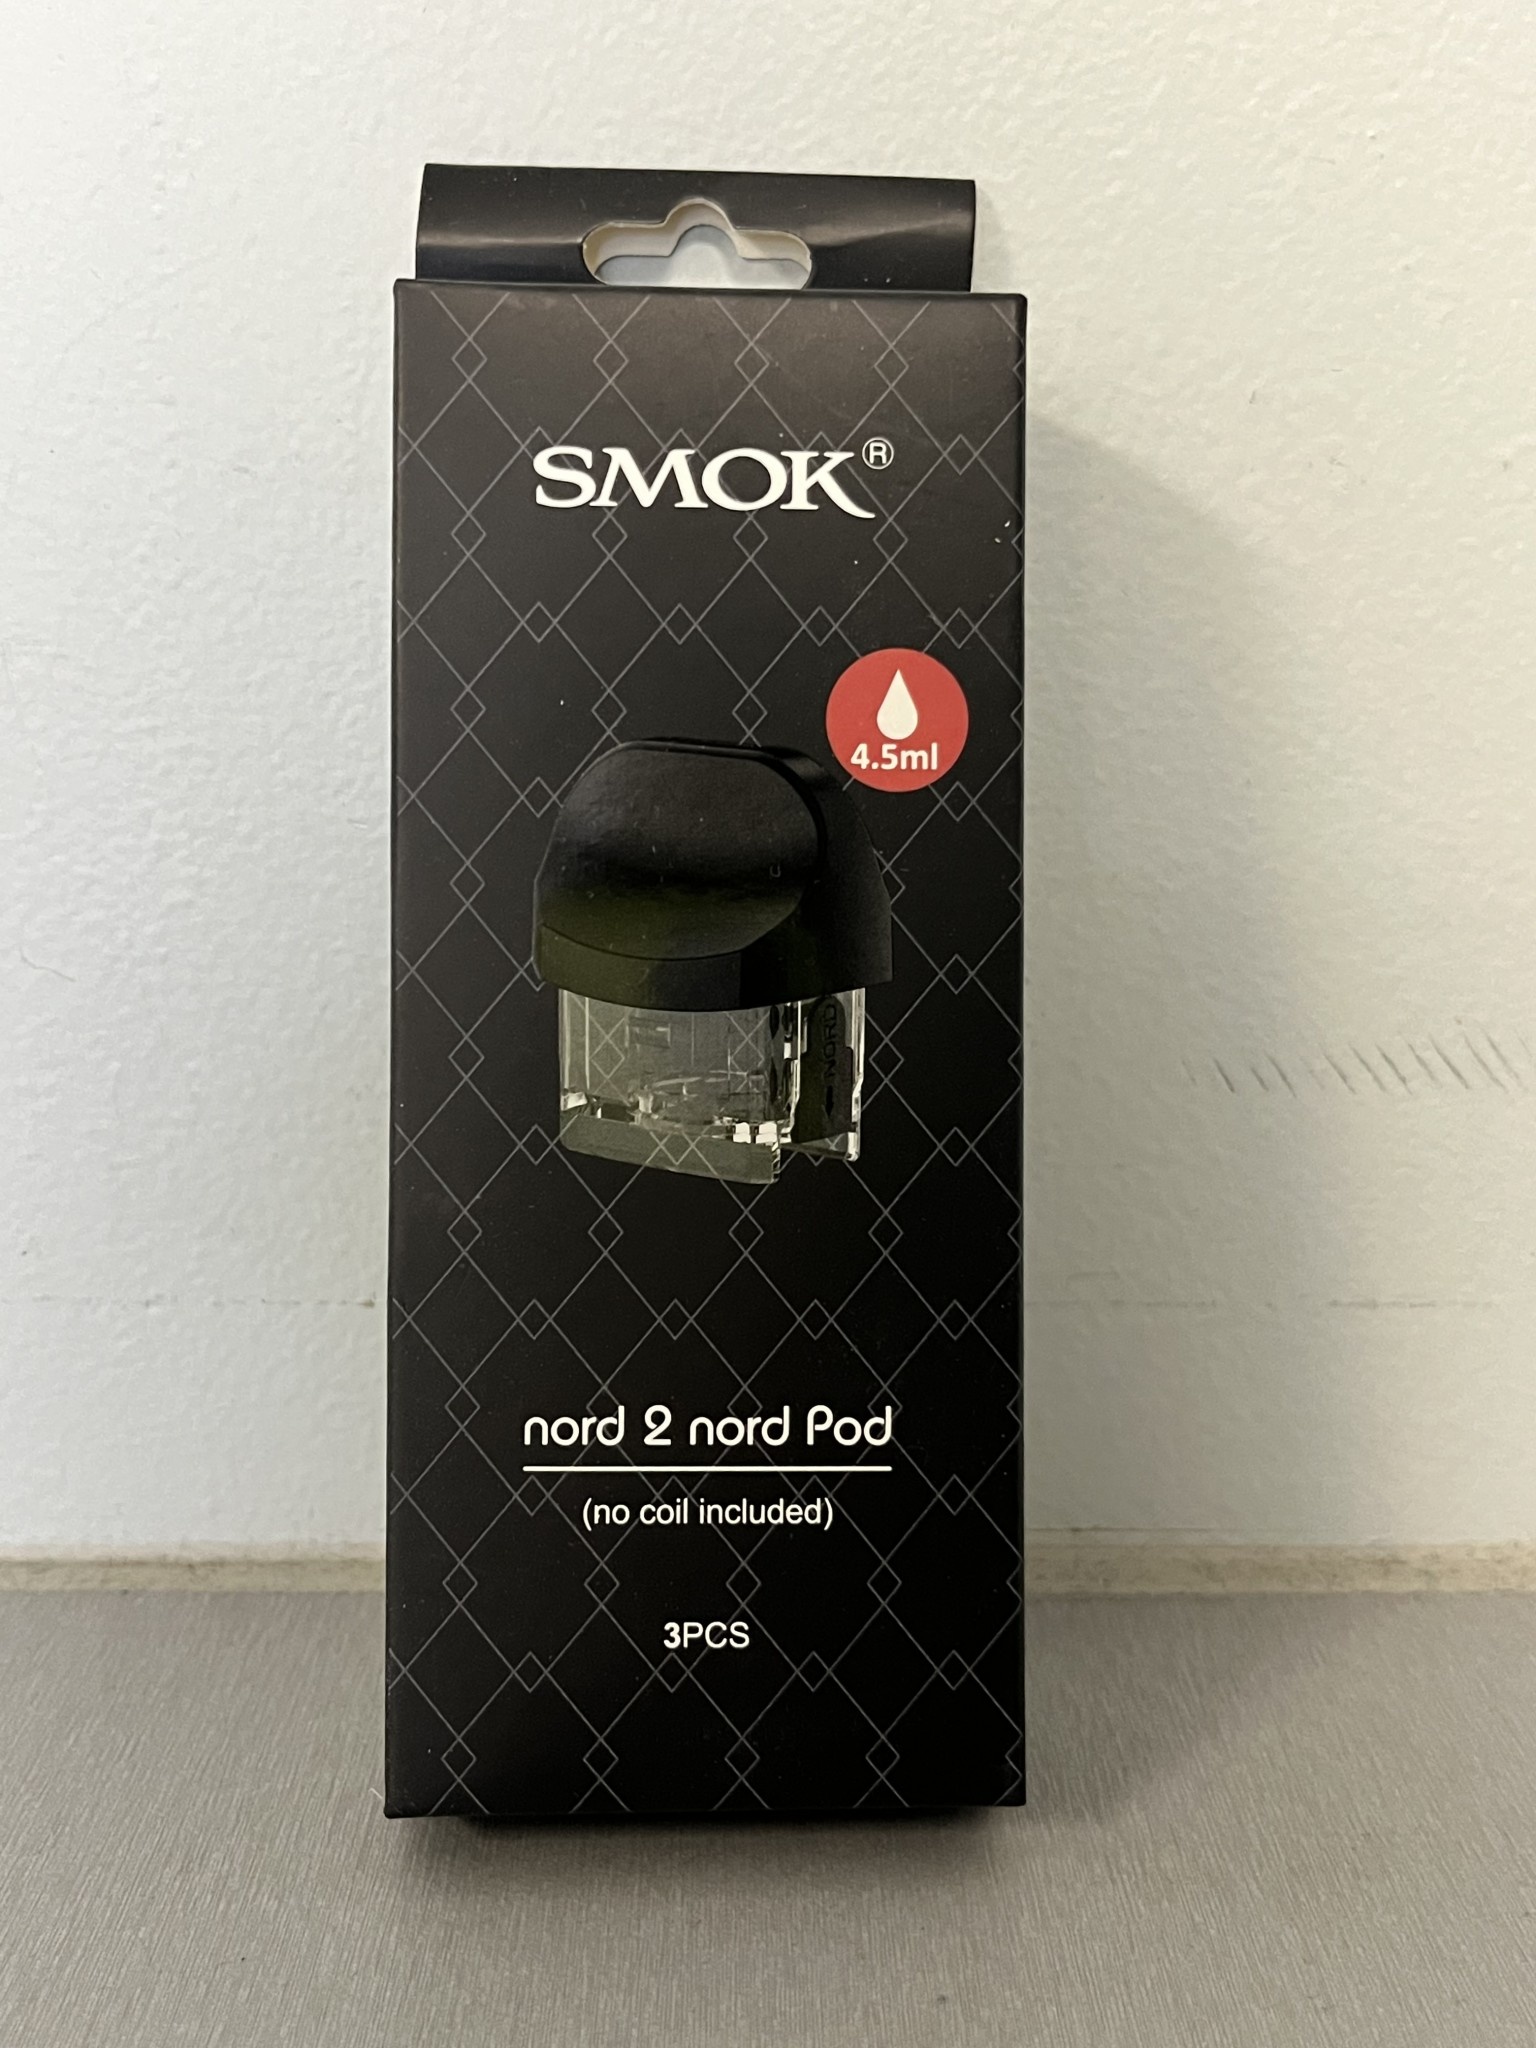 SMOK®
4.5ml
NORD
nord 2 nord Pod
(no coil included)
3PCS